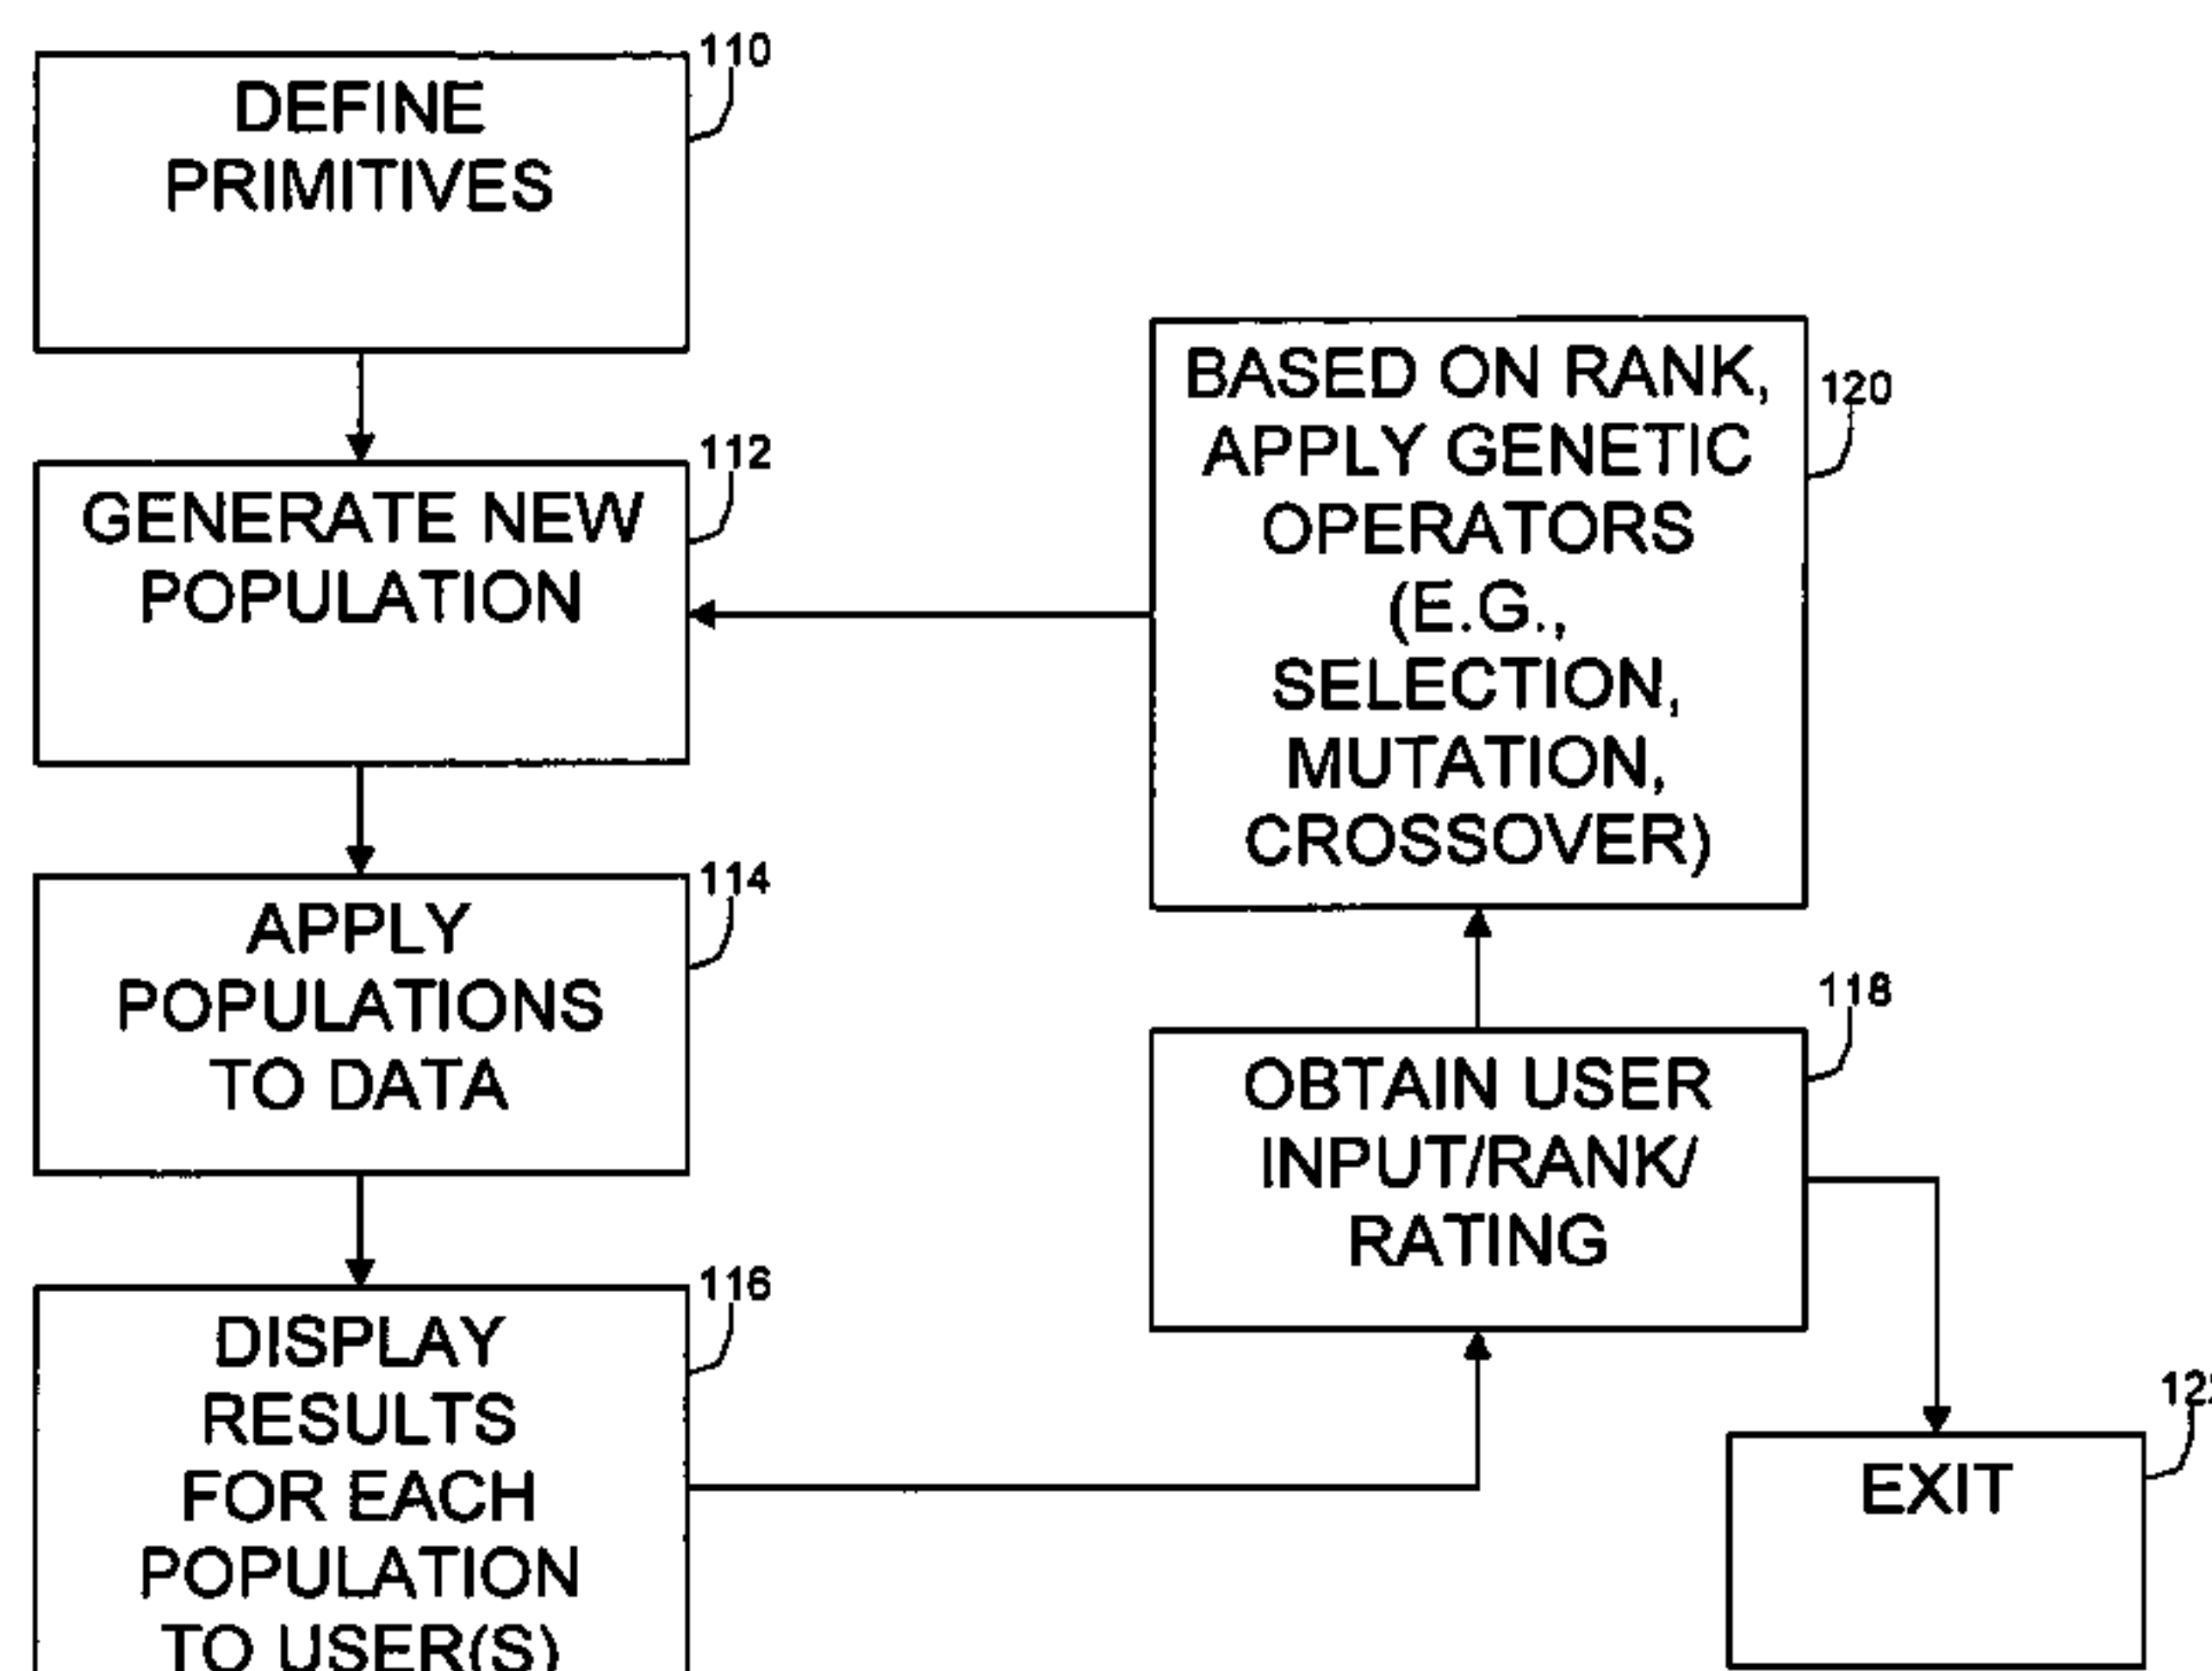 110
DEFINE
PRIMITIVES
112
GENERATE NEW
POPULATION
114
APPLY
POPULATIONS
TO DATA
116
DISPLAY
RESULTS
FOR EACH
POPULATION
TO USER(S)
120
BASED ON RANK,
APPLY GENETIC
OPERATORS
(E.G.,
SELECTION,
MUTATION,
CROSSOVER)
118
OBTAIN USER
INPUT/RANK/
RATING
EXIT